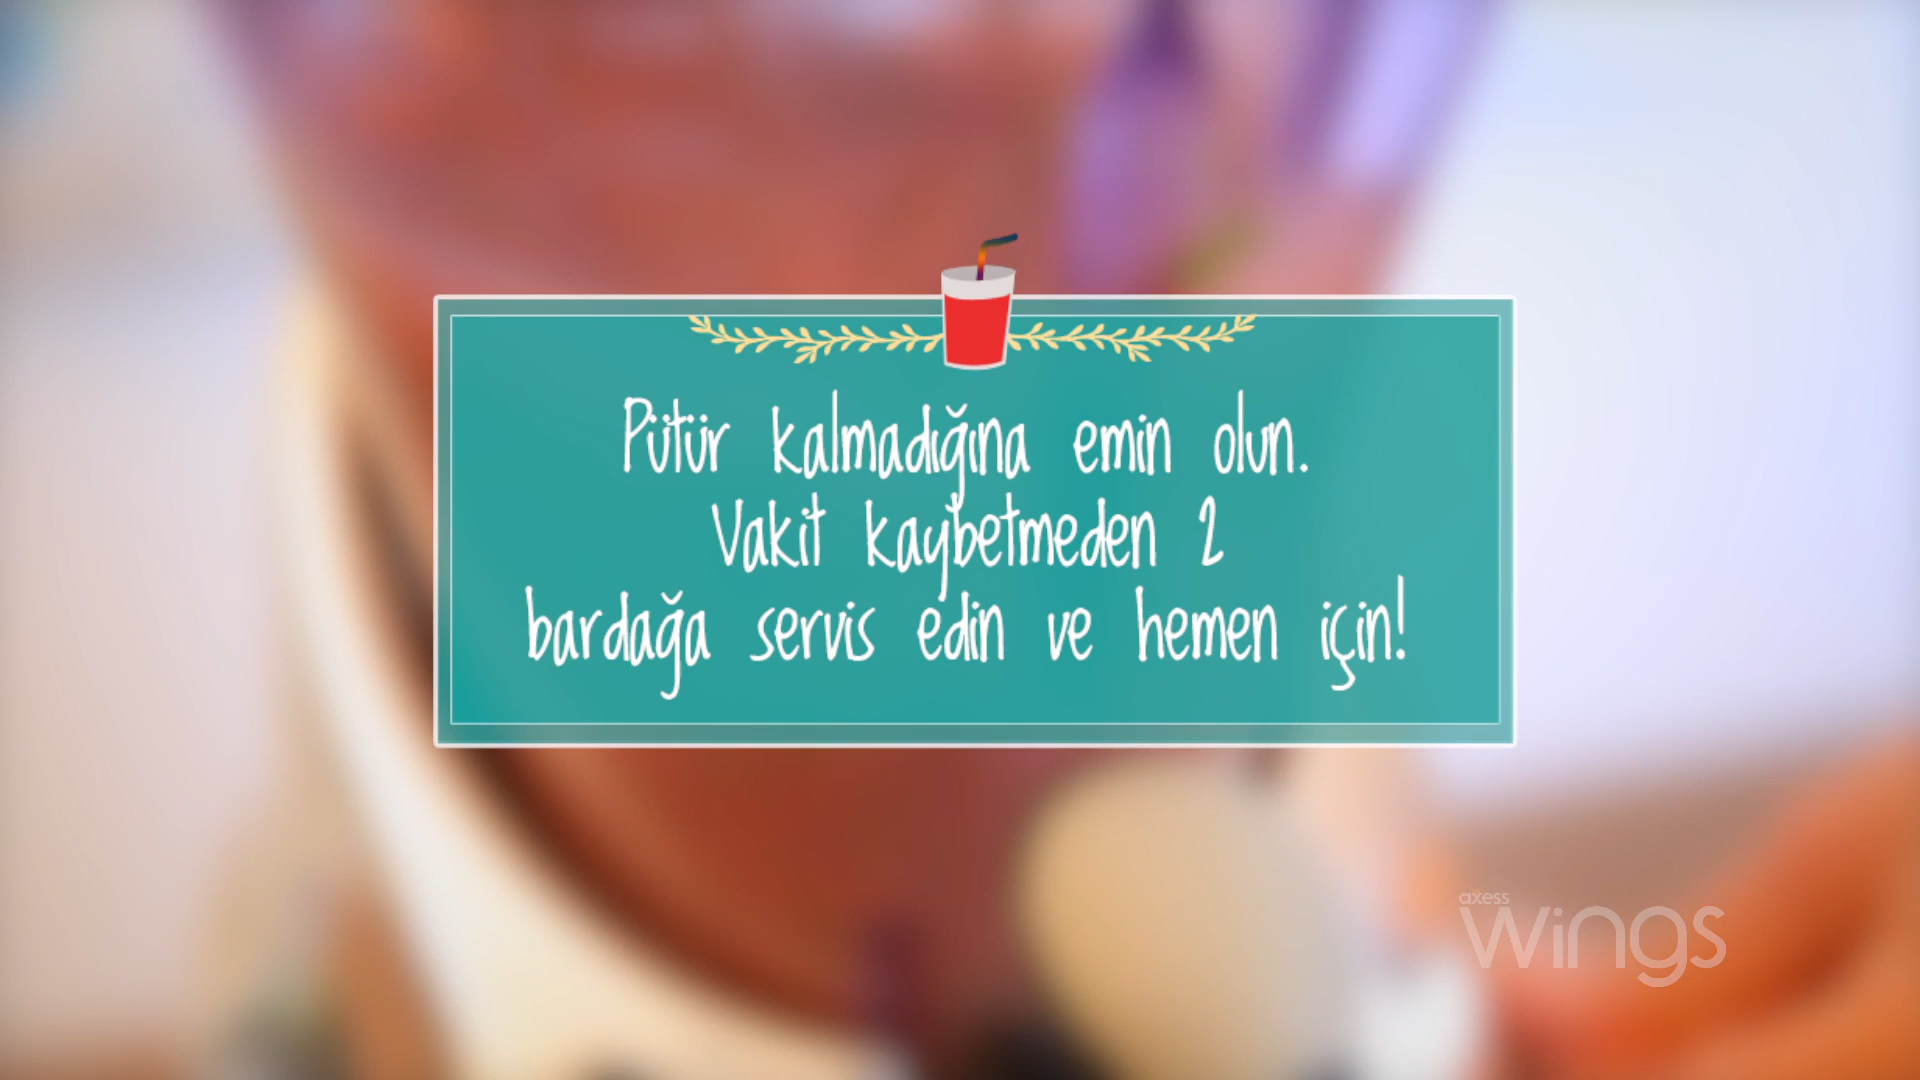 Pütür kalmadığına emin olun.
Vakit kaybetmeden 2
bardağa servis edin ve hemen için!
axess
wings